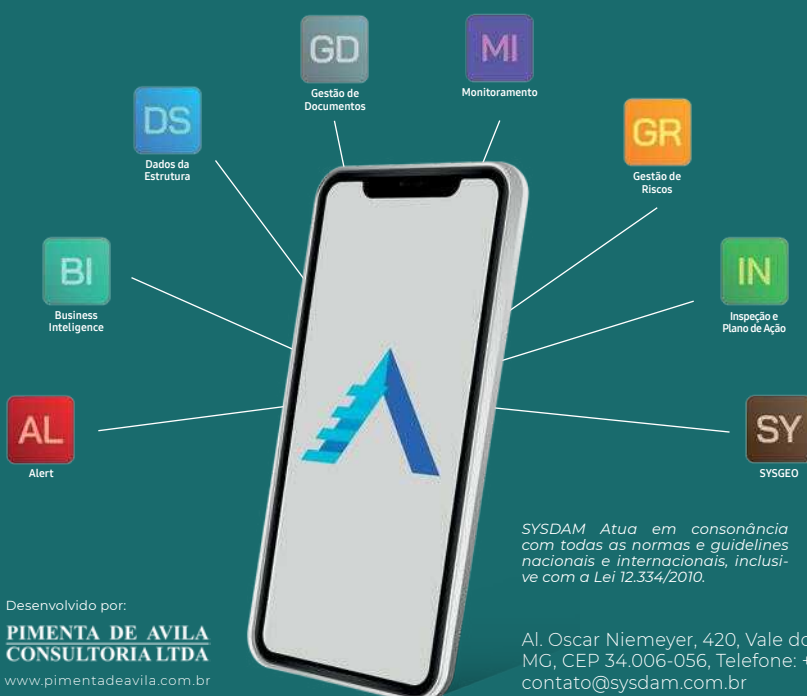 GD
Gestão de
Documentos
MI
Monitoramento
DS
Dados da
Estrutura
GR
Gestão de
Riscos
BI
Business
Inteligence
IN
Inspeção e
Plano de Ação
AL
Alert
SY
SYSGEO
SYSDAM Atua em consonância
com todas as normas e guidelines
nacionais e internacionais, inclusi-
ve com a Lei 12.334/2010.
Desenvolvido por:
PIMENTA DE AVILA
CONSULTORIA LTDA
www.pimentadeavila.com.br
Al. Oscar Niemeyer, 420, Vale do
MG, CEP 34.006-056, Telefone: +
contato@sysdam.com.br